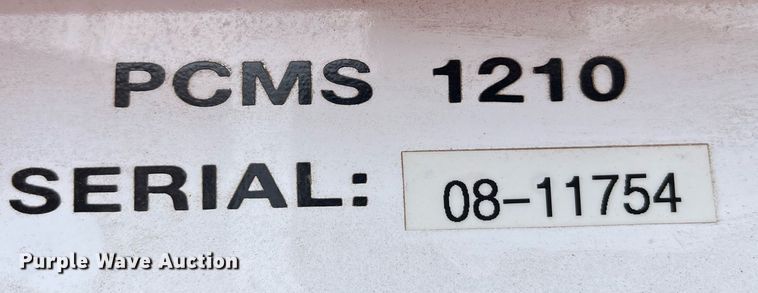 PCMS 1210
SERIAL: 08-11754
Purple Wave Auction